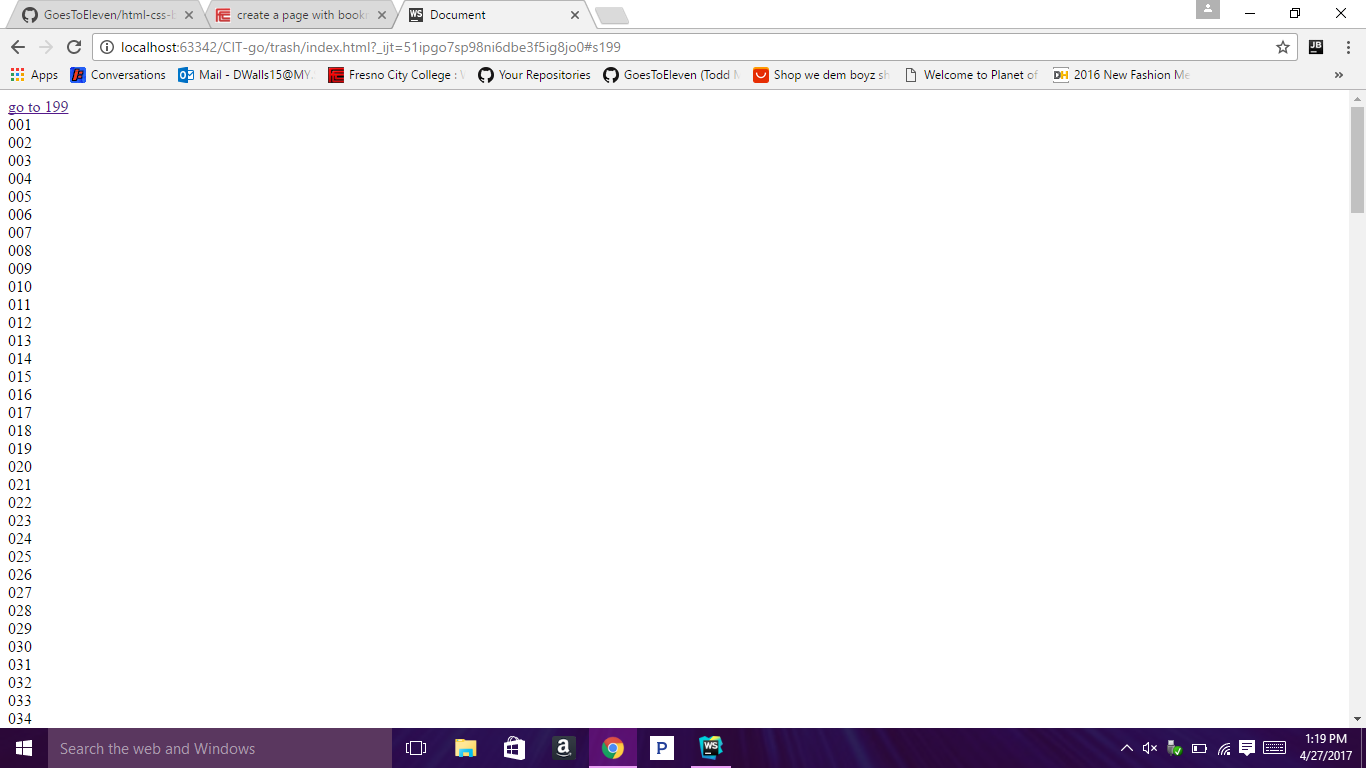 GoesToEleven/html-css-b
create a page with book
Document
localhost:63342/CIT-go/trash/index.html?_ijt=51ipgo7sp98ni6dbe3f5ig8jo0#s199
Apps
Conversations
Mail - DWalls15@MY.
Fresno City College : W
Your Repositories
GoesToEleven (Todd M
Shop we dem boyz sh
Welcome to Planet of
2016 New Fashion Me
go to 199
001
002
003
004
005
006
007
008
009
010
011
012
013
014
015
016
017
018
019
020
021
022
023
024
025
026
027
028
029
030
031
032
033
034
Search the web and Windows
1:19 PM
4/27/2017